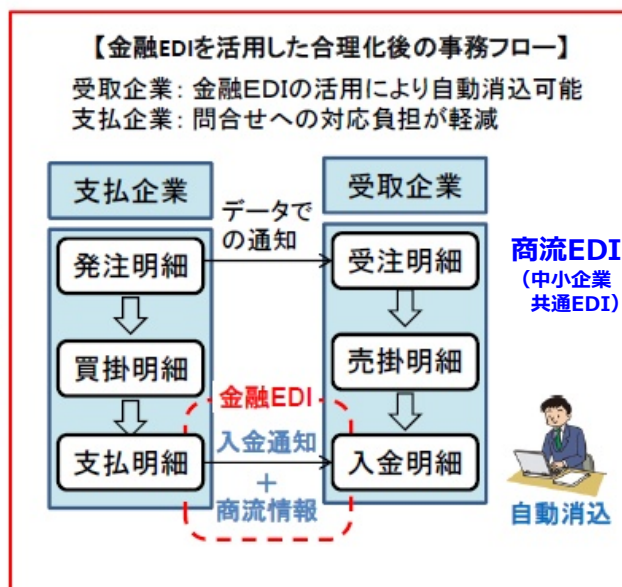 【金融EDIを活用した合理化後の事務フロー】
受取企業: 金融EDIの活用により自動消込可能
支払企業: 問合せへの対応負担が軽減
支払企業
受取企業
データで
の通知
発注明細
受注明細
商流EDI
(中小企業
共通EDI)
買掛明細
売掛明細
金融EDI
支払明細
入金通知
+
商流情報
入金明細
自動消込